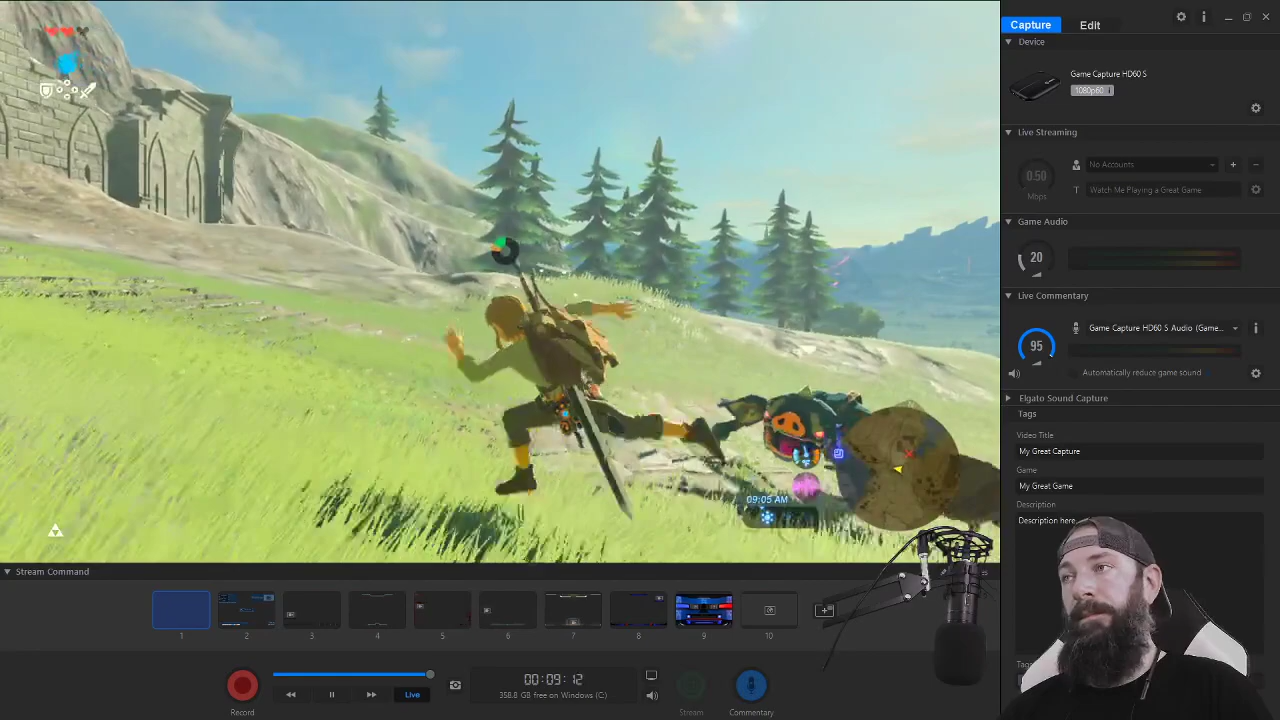 Capture
Edit
Device
Game Capture HD60 S
1080p60
Live Streaming
0.50
Mbps
No Accounts
Watch Me Playing a Great Game
Game Audio
20
Live Commentary
95
Game Capture HD60 S Audio (Game...
Automatically reduce game sound
Elgato Sound Capture
Tags
Video Title
My Great Capture
Game
My Great Game
Description
Description here
09:05 AM
Stream Command
1 2 3 4 5 6 7 8 9 10
Live
00:09:12
358.8 GB free on Windows (C)
Record
Stream
Commentary